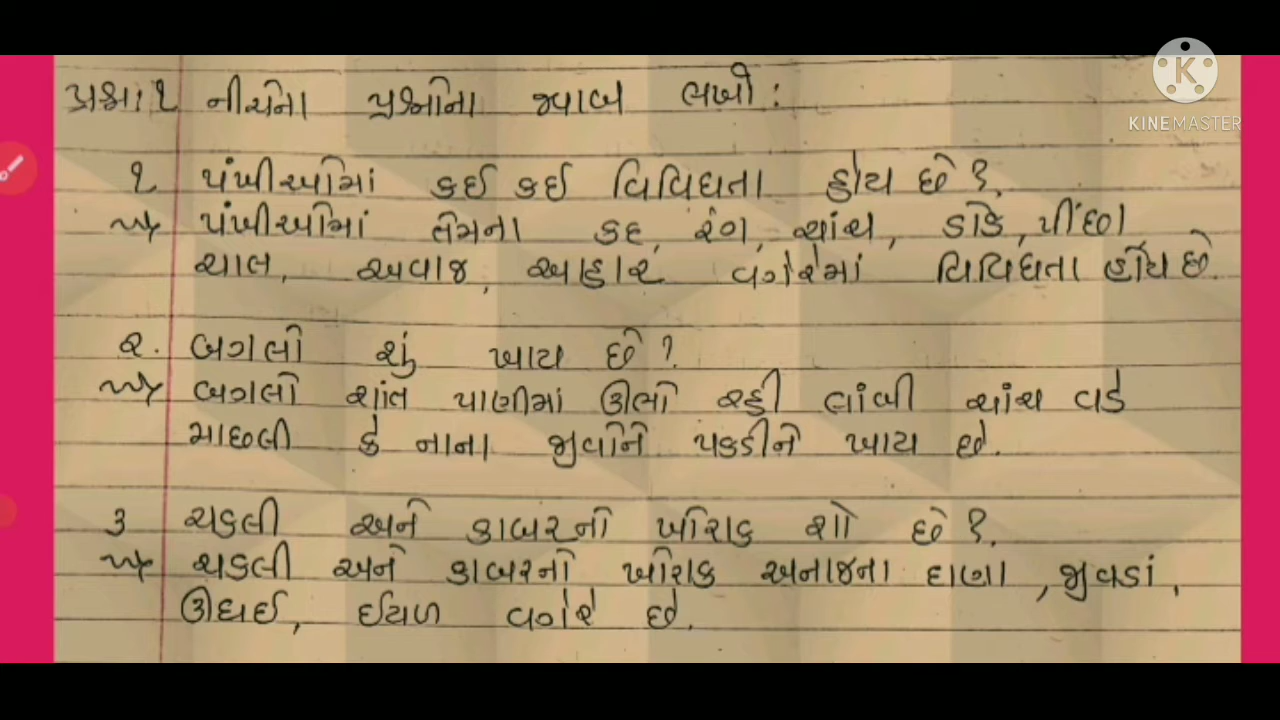 K
KINEMASTER
પ્રશ્ન:૧ નીચેના પ્રશ્નોના જવાબ લખો:
૧ પંખીઓમાં કઈ કઈ વિવિધતા હોય છે?
પંખીઓમાં તેમના કદ, રંગ, ચાંચ, ડોક, પીંછા
ચાલ, અવાજ, આહાર વગેરેમાં વિવિધતા હોય છે.
૨. બગલો શું ખાય છે?
બગલો શાંત પાણીમાં ઊભો રહી લાંબી ચાંચ વડે
માછલી કે નાના જીવોને પકડીને ખાય છે.
૩ ચકલી અને કાબરનો ખોરાક શો છે?
ચકલી અને કાબરનો ખોરાક અનાજના દાણા, જીવડાં,
ઊધઈ, ઈયળ વગેરે છે.